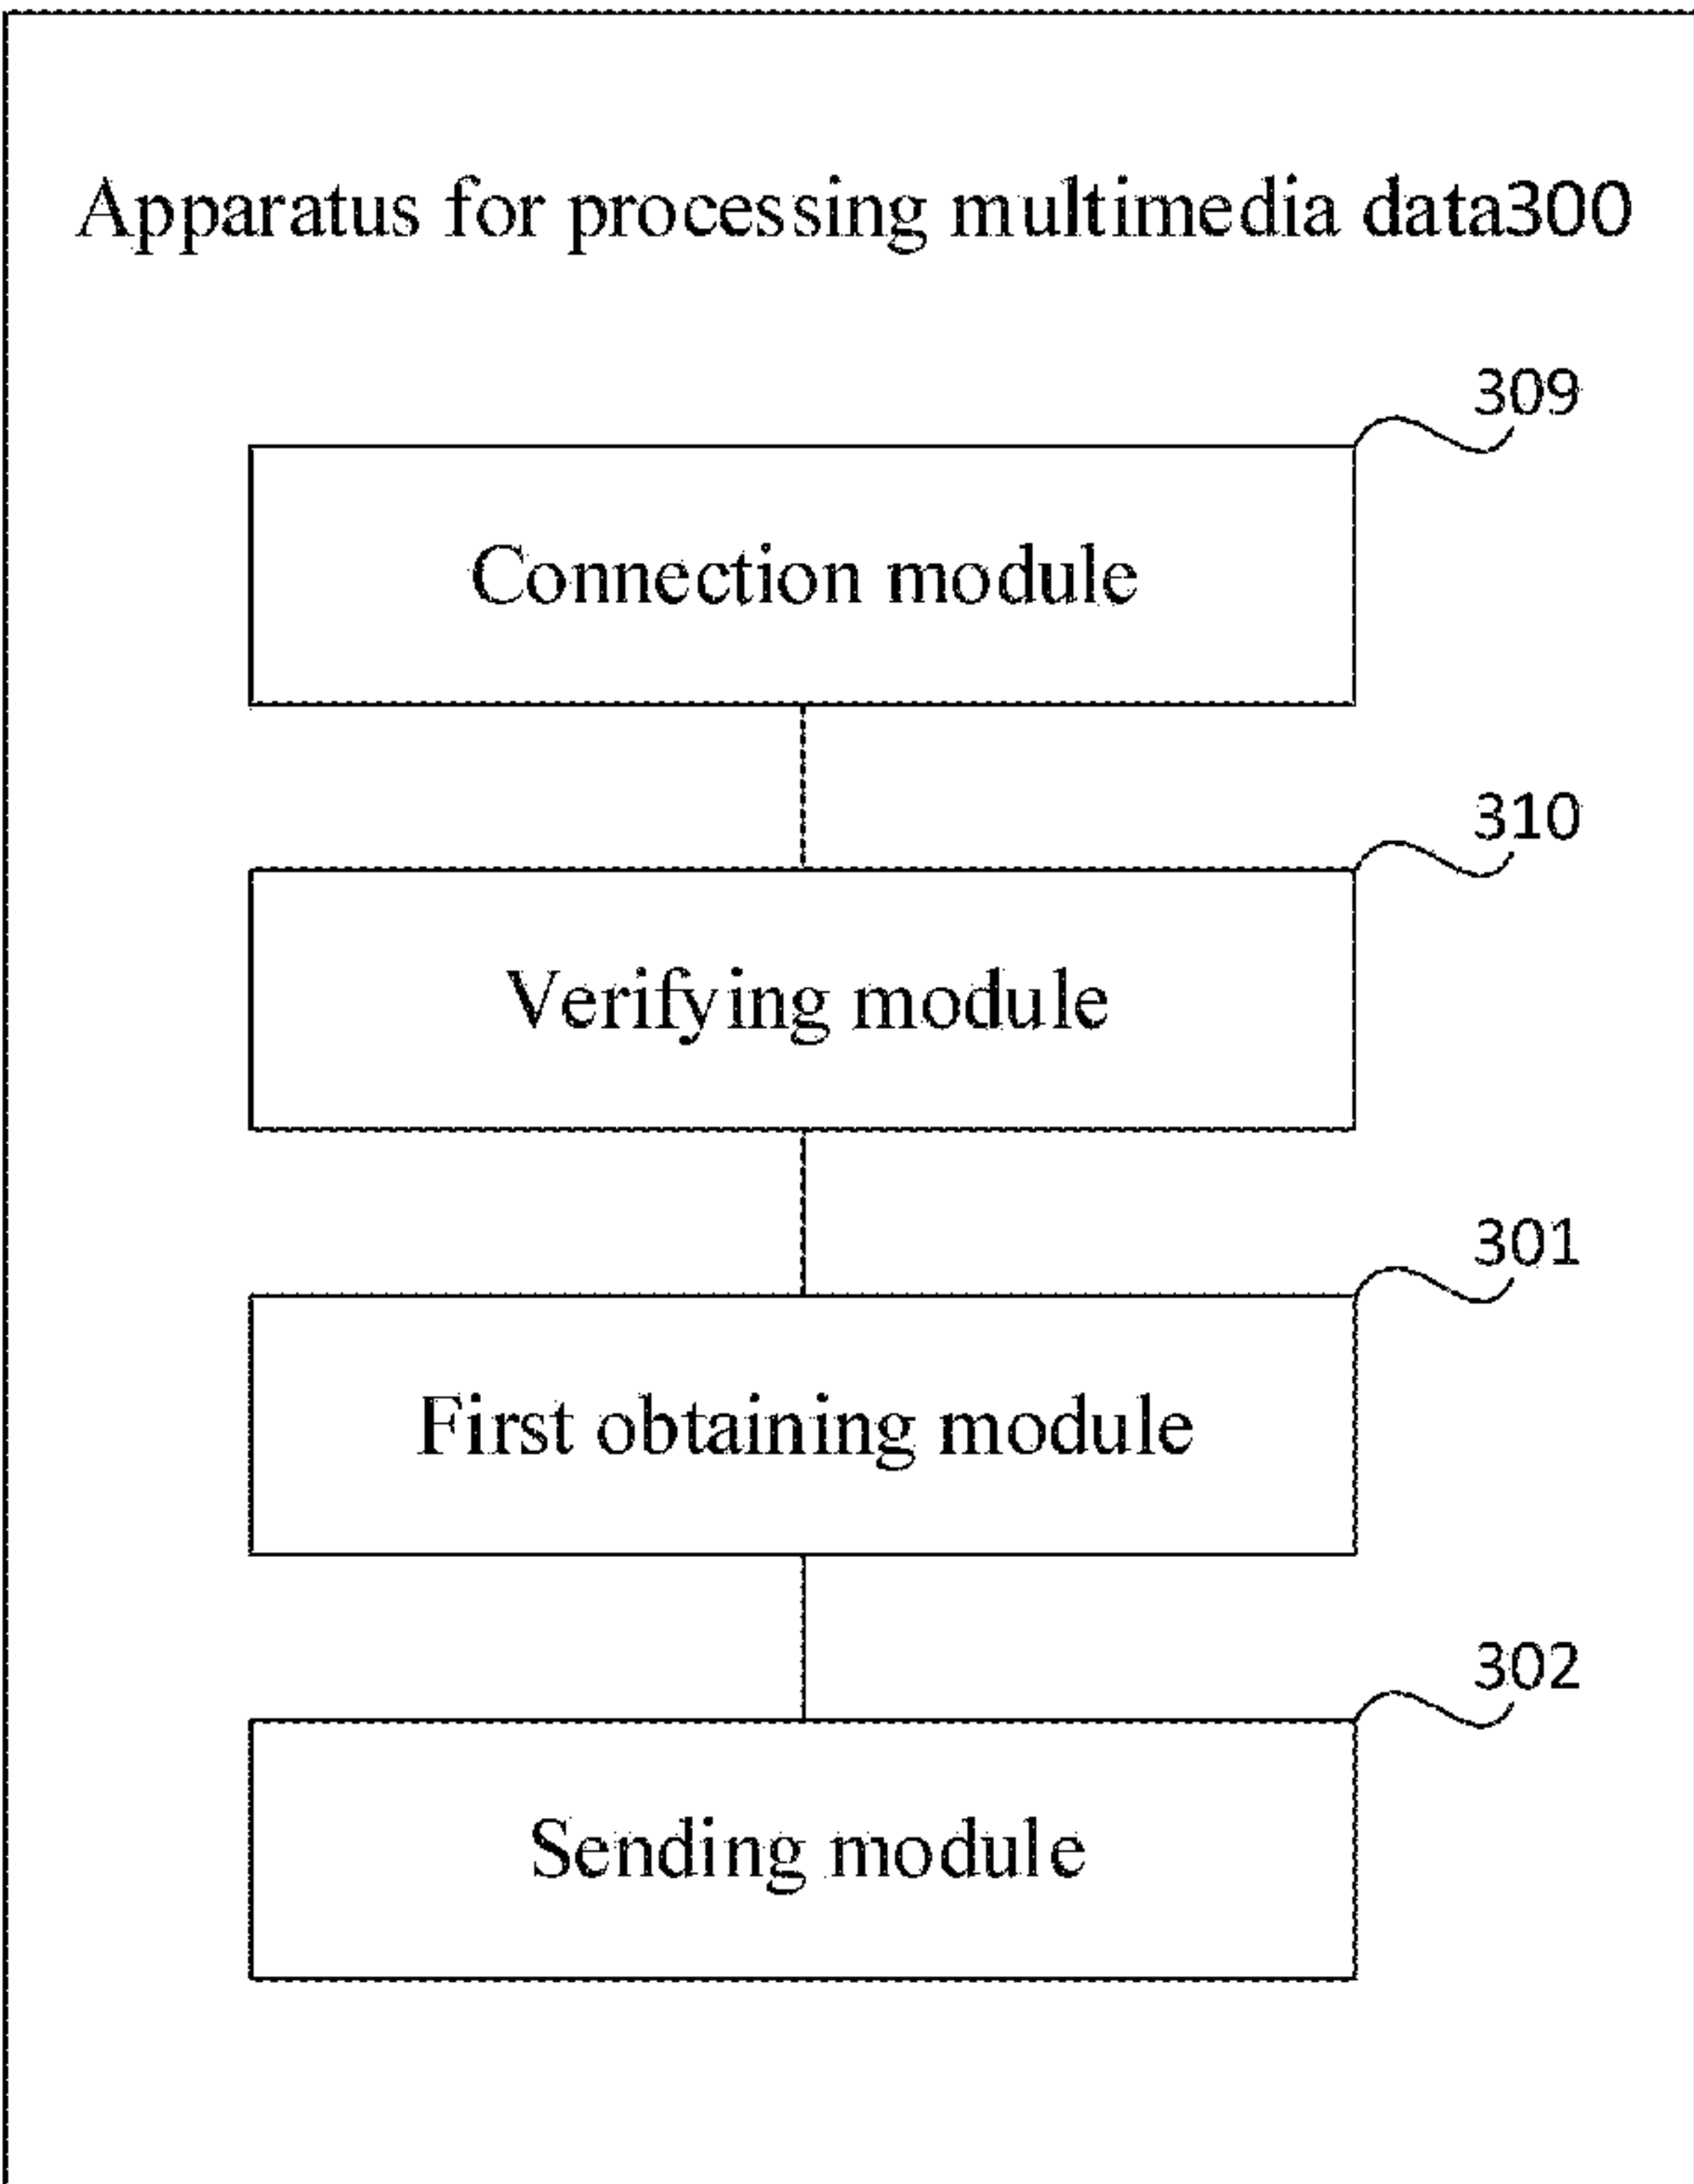 Apparatus for processing multimedia data300
309
Connection module
310
Verifying module
301
First obtaining module
302
Sending module